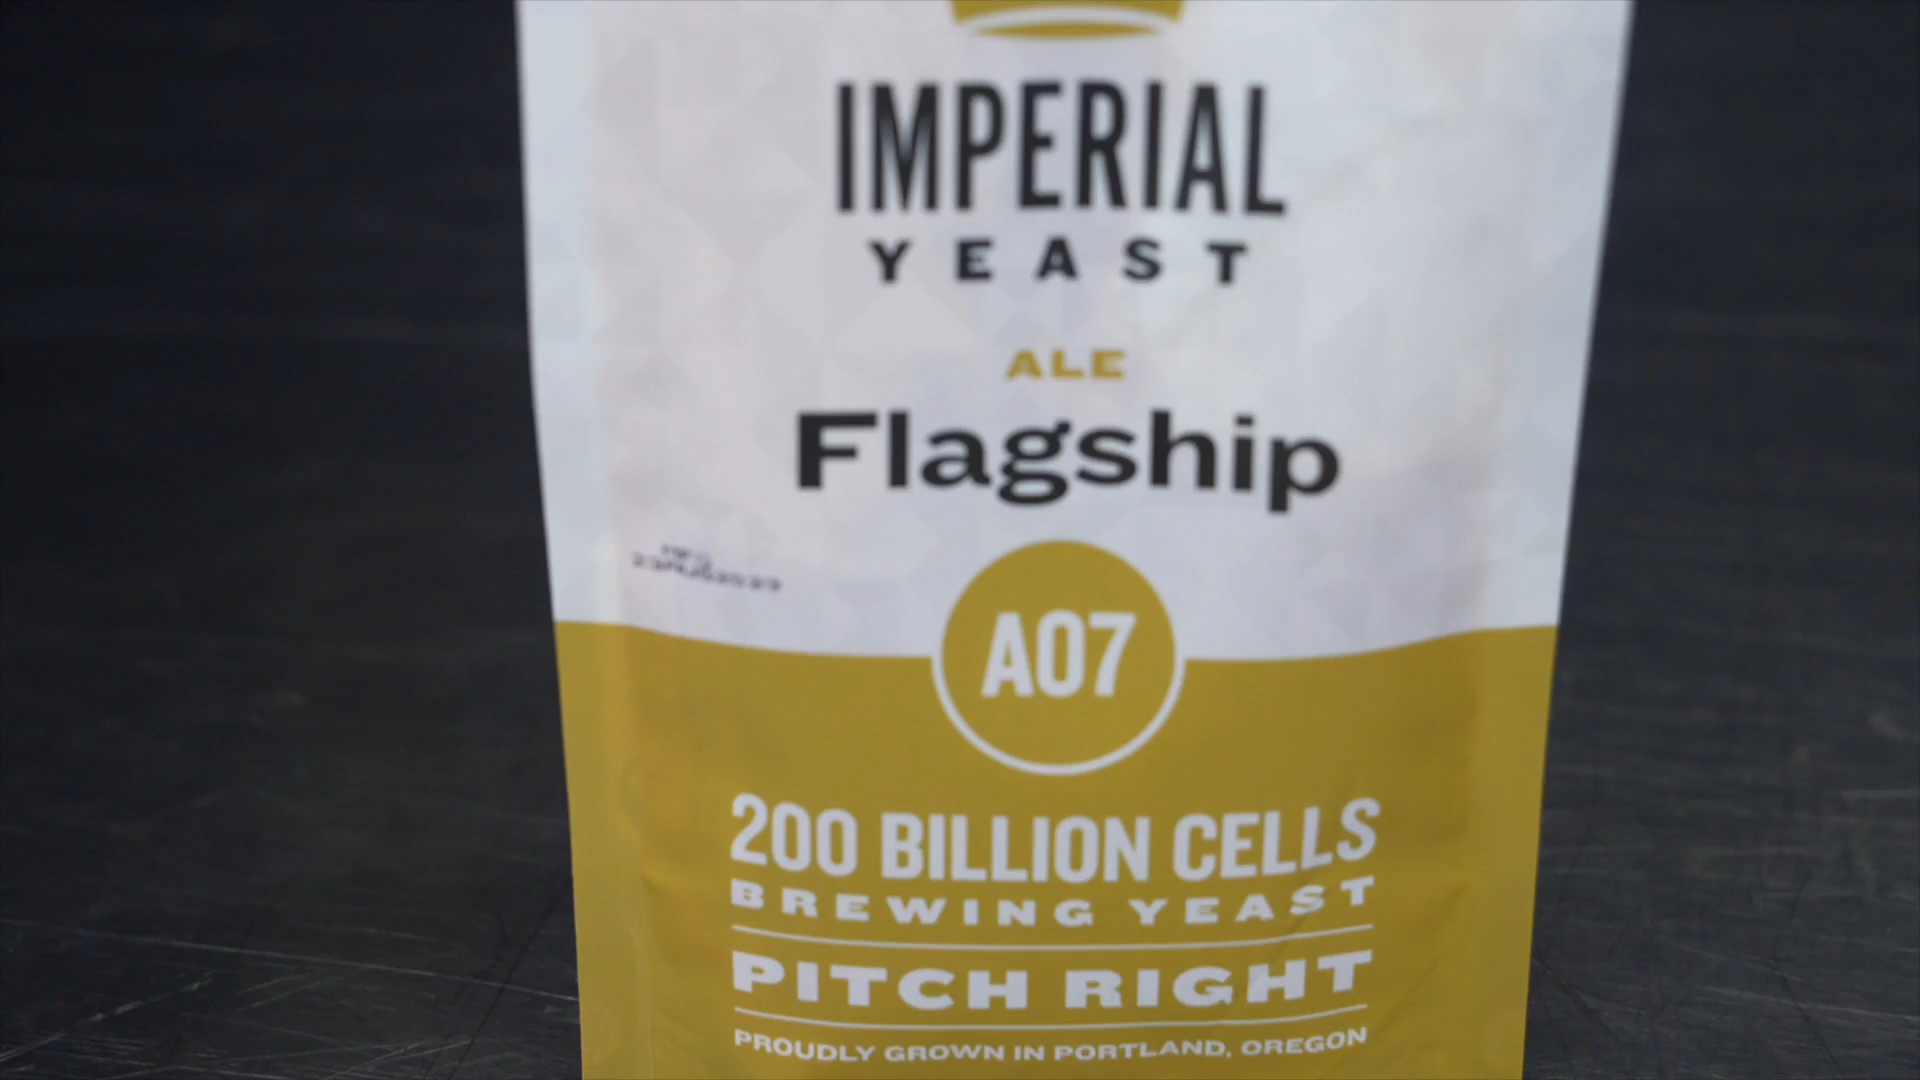 IMPERIAL
YEAST
ALE
Flagship
A07
200 BILLION CELLS
BREWING YEAST
PITCH RIGHT
PROUDLY GROWN IN PORTLAND, OREGON